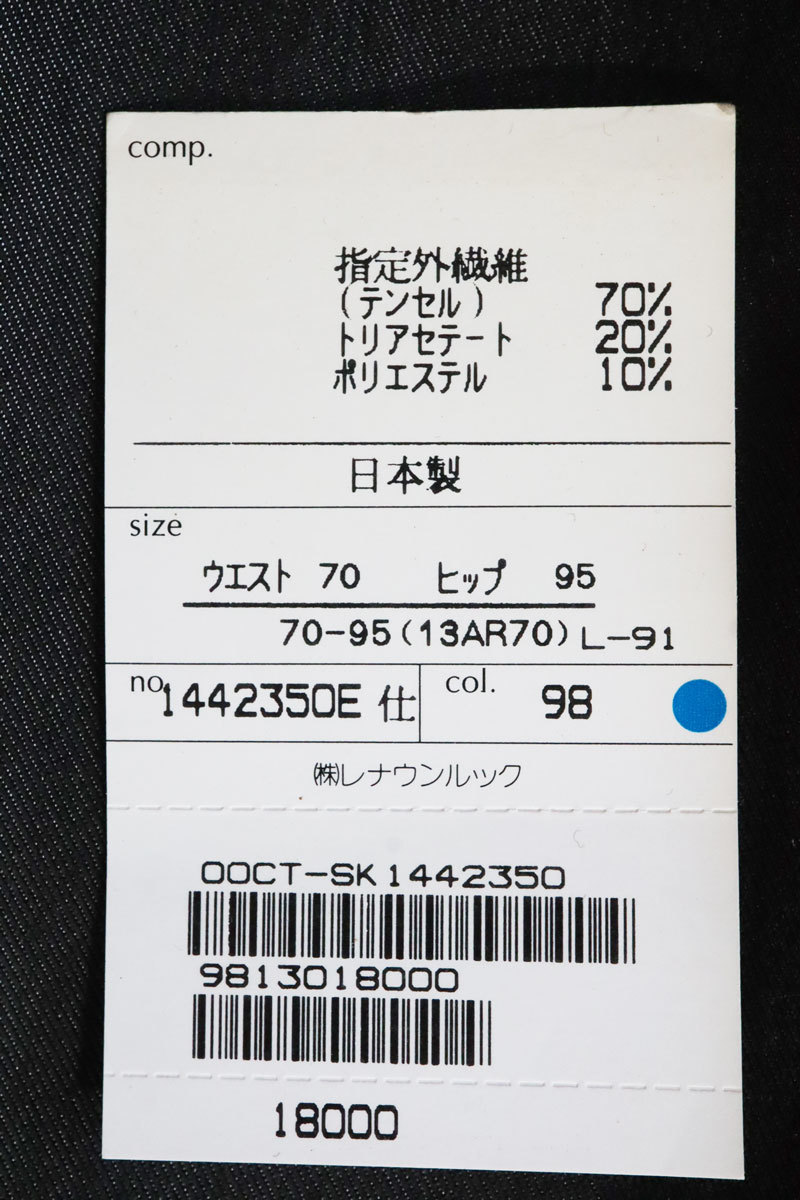 comp.
指定外繊維
(テンセル) 70%
トリアセテート 20%
ポリエステル 10%
日本製
size
ウエスト 70 ヒップ 95
70-95(13AR70)L-91
no. 1442350E 仕 col. 98
㈱レナウンルック
00CT-SK1442350
9813018000
18000